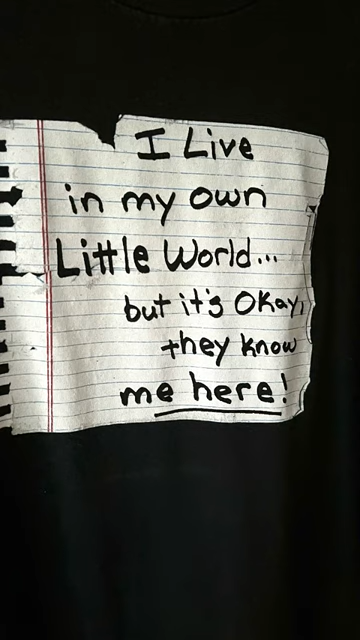 I Live
in my own
Little World...
but it's Okay,
they know
me here!